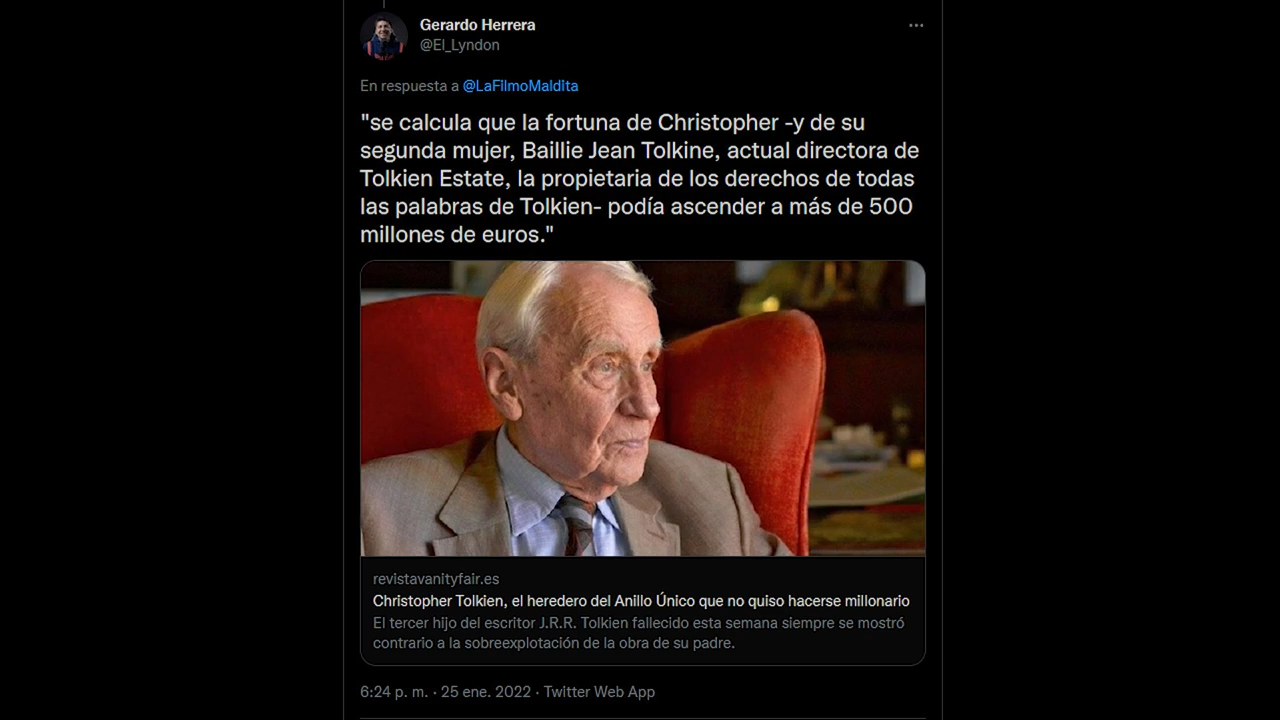 Gerardo Herrera
@El_Lyndon
En respuesta a @LaFilmoMaldita
"se calcula que la fortuna de Christopher -y de su
segunda mujer, Baillie Jean Tolkine, actual directora de
Tolkien Estate, la propietaria de los derechos de todas
las palabras de Tolkien- podía ascender a más de 500
millones de euros."
revistavanityfair.es
Christopher Tolkien, el heredero del Anillo Único que no quiso hacerse millonario
El tercer hijo del escritor J.R.R. Tolkien fallecido esta semana siempre se mostró
contrario a la sobreexplotación de la obra de su padre.
6:24 p. m. · 25 ene. 2022 · Twitter Web App